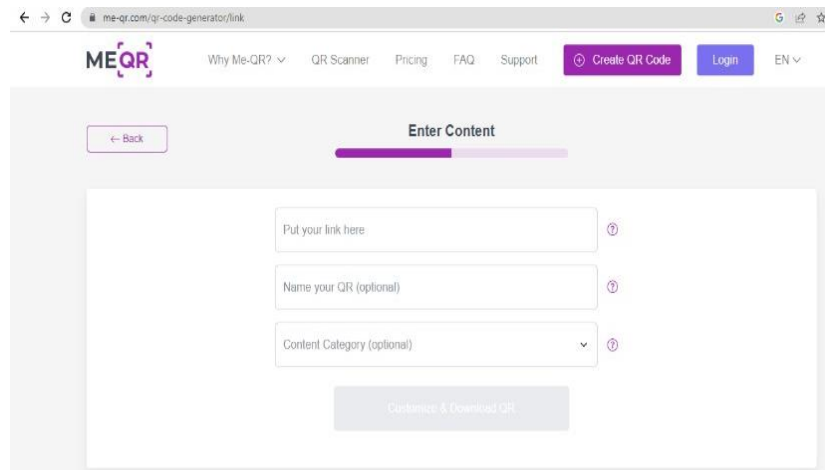 me-qr.com/qr-code-generator/link
MEQR Why Me-QR? QR Scanner Pricing FAQ Support Create QR Code Login EN
← Back
Enter Content
Put your link here
Name your QR (optional)
Content Category (optional)
Customize & Download QR